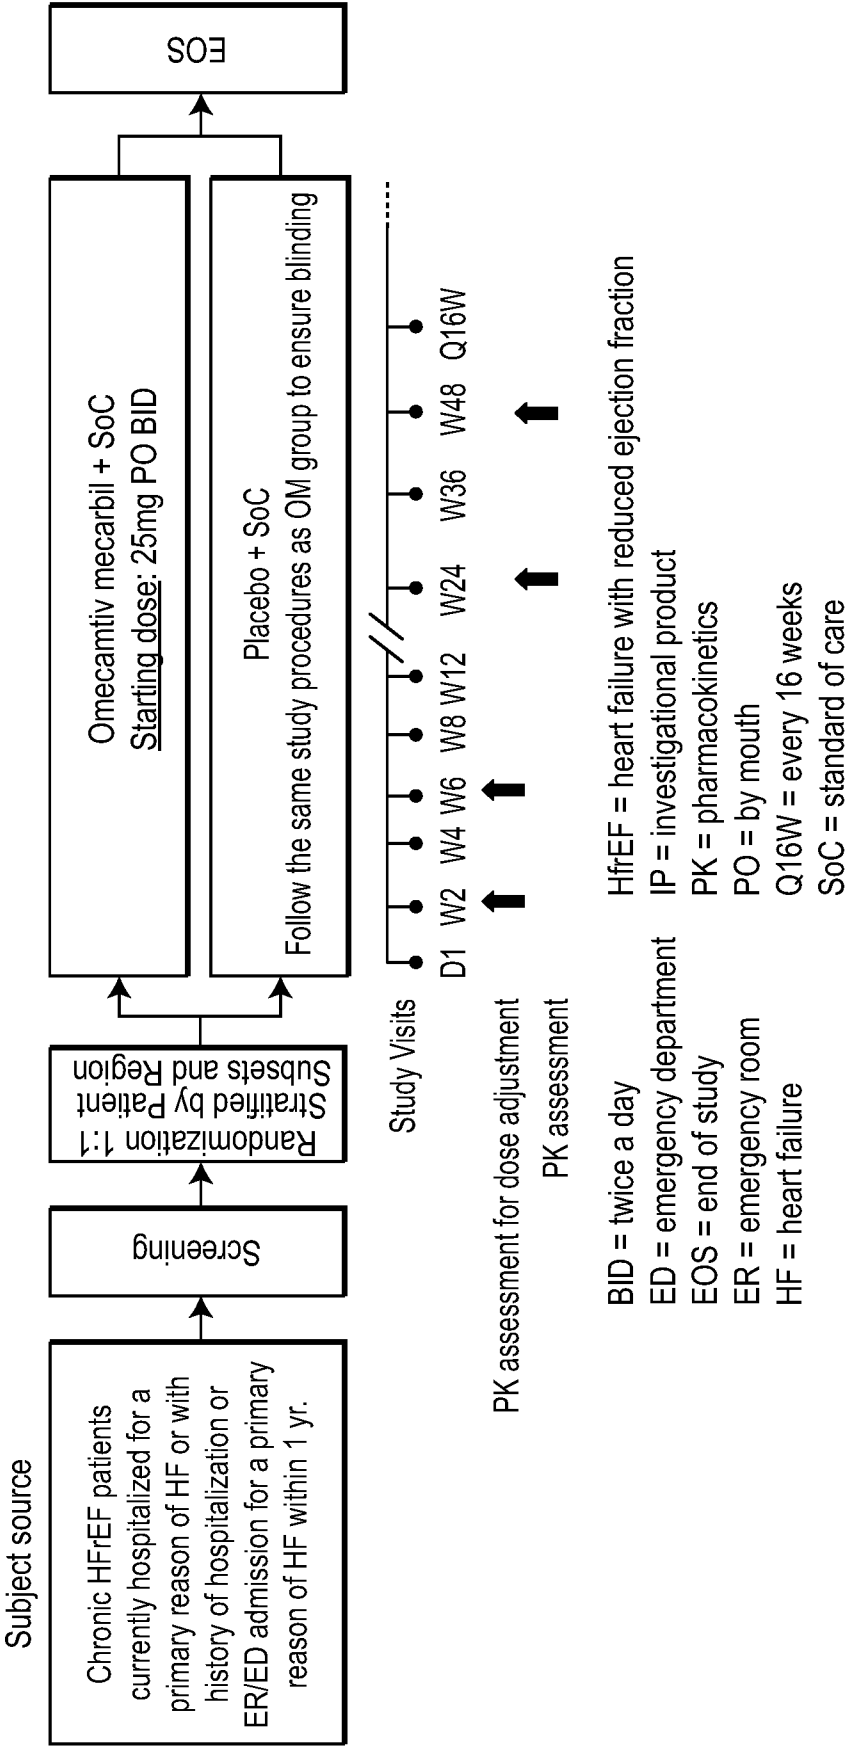 Subject source
Chronic HFrEF patients
currently hospitalized for a
primary reason of HF or with
history of hospitalization or
ER/ED admission for a primary
reason of HF within 1 yr.
Screening
Randomization 1:1
Stratified by Patient
Subsets and Region
Omecamtiv mecarbil + SoC
Starting dose: 25mg PO BID
Placebo + SoC
Follow the same study procedures as OM group to ensure blinding
EOS
Study Visits
D1 W2 W4 W6 W8 W12 W24 W36 W48 Q16W
PK assessment for dose adjustment
PK assessment
BID = twice a day
ED = emergency department
EOS = end of study
ER = emergency room
HF = heart failure
HfrEF = heart failure with reduced ejection fraction
IP = investigational product
PK = pharmacokinetics
PO = by mouth
Q16W = every 16 weeks
SoC = standard of care